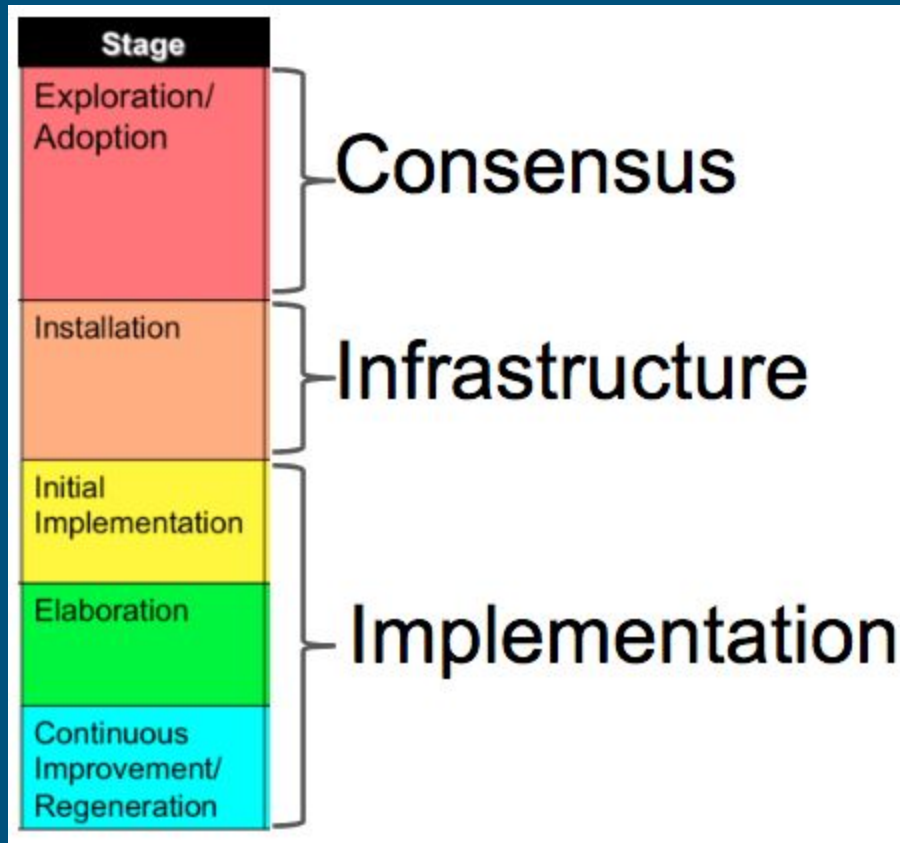 Stage
Exploration/
Adoption
Consensus
Installation
Infrastructure
Initial
Implementation
Elaboration
Implementation
Continuous
Improvement/
Regeneration